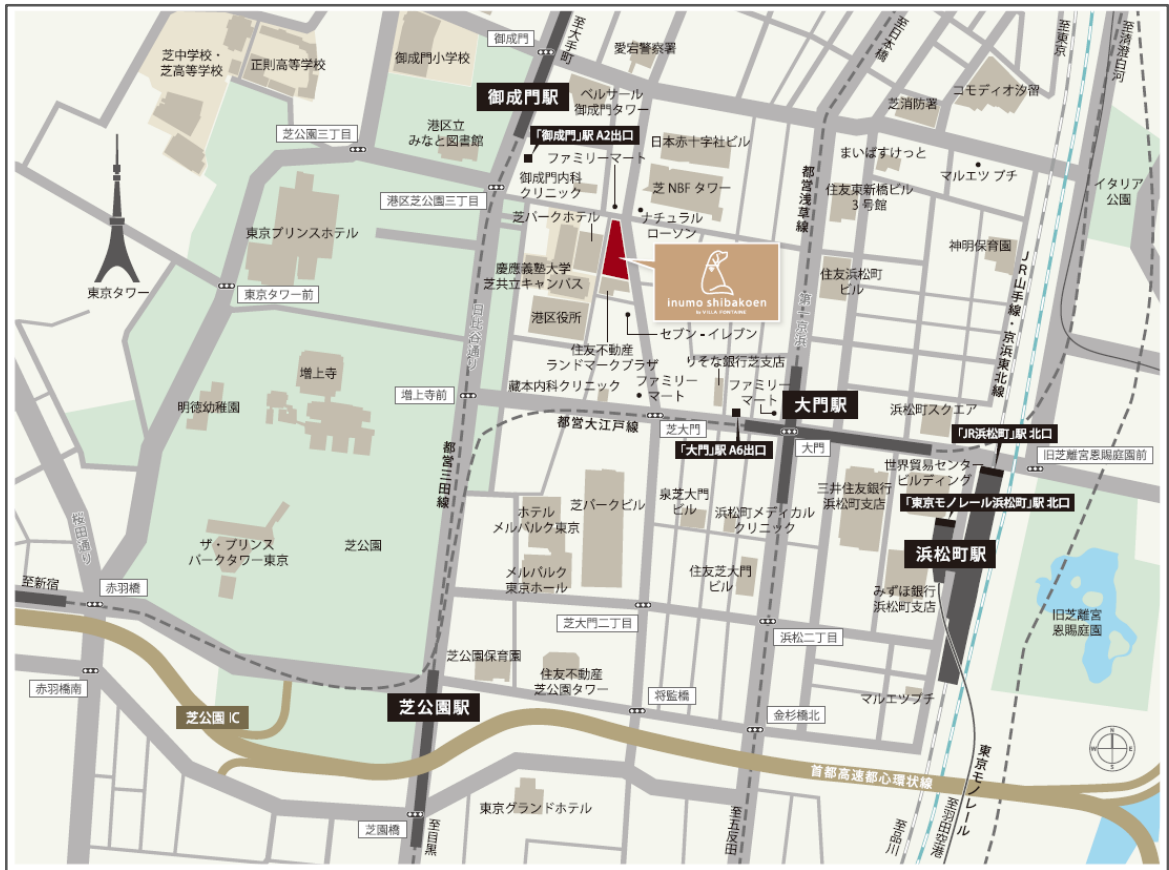 至大手町
御成門
愛宕警察署
至日本橋
至東京
至清澄白河
芝中学校・
芝高等学校
正則高等学校
御成門小学校
御成門駅
ベルサール
御成門タワー
芝消防署
コモディオ汐留
芝公園三丁目
港区立
みなと図書館
「御成門」駅 A2出口
ファミリーマート
日本赤十字社ビル
まいばすけっと
マルエツ プチ
御成門内科
クリニック
芝 NBF タワー
都営浅草線
住友東新橋ビル
3 号館
イタリア
公園
港区芝公園三丁目
芝パークホテル
ナチュラル
ローソン
東京プリンスホテル
神明保育園
JR山手線・京浜東北線
東京タワー
東京タワー前
慶應義塾大学
芝共立キャンパス
inumo shibakoen
by VILLA FONTAINE
住友浜松町
ビル
第一京浜
日比谷通り
港区役所
セブン - イレブン
住友不動産
ランドマークプラザ
りそな銀行芝支店
増上寺
明徳幼稚園
増上寺前
蔵本内科クリニック
ファミリー
マート
ファミリー
マート
大門駅
浜松町スクエア
都営大江戸線
芝大門
「大門」駅 A6出口
大門
「JR浜松町」駅 北口
旧芝離宮恩賜庭園前
都営三田線
世界貿易センター
ビルディング
三井住友銀行
浜松町支店
「東京モノレール浜松町」駅 北口
桜田通り
ホテル
メルパルク東京
芝パークビル
泉芝大門
ビル
浜松町メディカル
クリニック
浜松町駅
ザ・プリンス
パークタワー東京
芝公園
メルパルク
東京ホール
住友芝大門
ビル
みずほ銀行
浜松町支店
至新宿
赤羽橋
旧芝離宮
恩賜庭園
芝大門二丁目
浜松二丁目
芝公園保育園
住友不動産
芝公園タワー
赤羽橋南
芝公園 IC
芝公園駅
将監橋
金杉橋北
マルエツプチ
N
W
E
S
首都高速都心環状線
東京モノレール
東京グランドホテル
芝園橋
至目黒
至五反田
至品川
至羽田空港